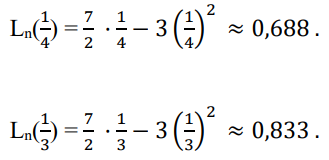 Lₙ(1/4) = 7/2 · 1/4 − 3 (1/4)² ≈ 0,688 .
Lₙ(1/3) = 7/2 · 1/3 − 3 (1/3)² ≈ 0,833 .